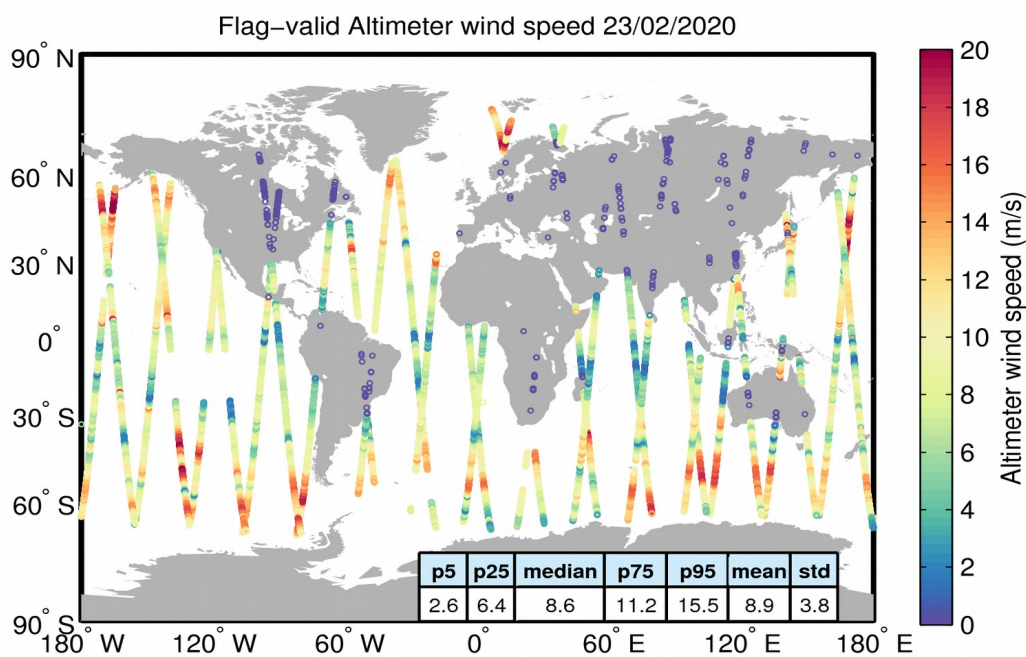 Flag−valid Altimeter wind speed 23/02/2020
90° N
60° N
30° N
0°
30° S
60° S
90° S
180° W
120° W
60° W
0°
60° E
120° E
180° E
p5 p25 median p75 p95 mean std
2.6 6.4 8.6 11.2 15.5 8.9 3.8
20
18
16
14
12
10
8
6
4
2
0
Altimeter wind speed (m/s)